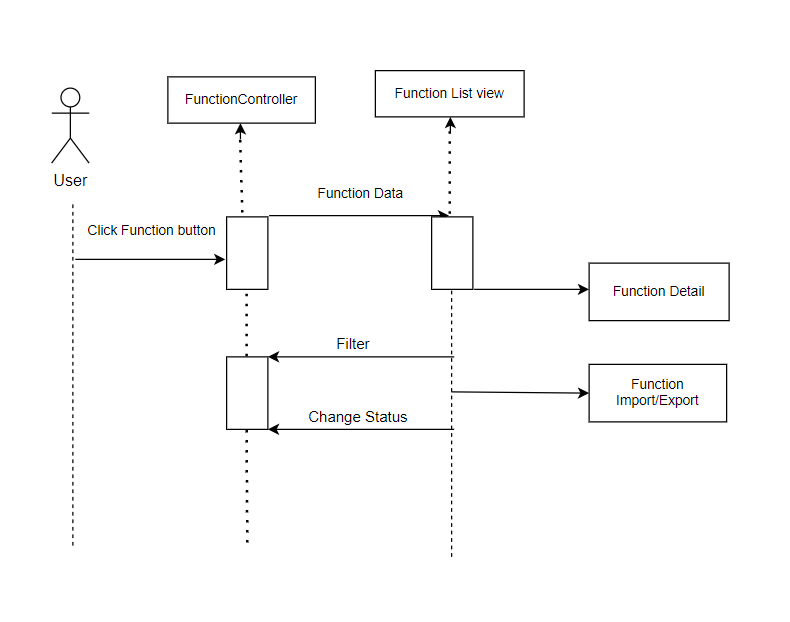 FunctionController
Function List view
User
Function Data
Click Function button
Function Detail
Filter
Function
Import/Export
Change Status